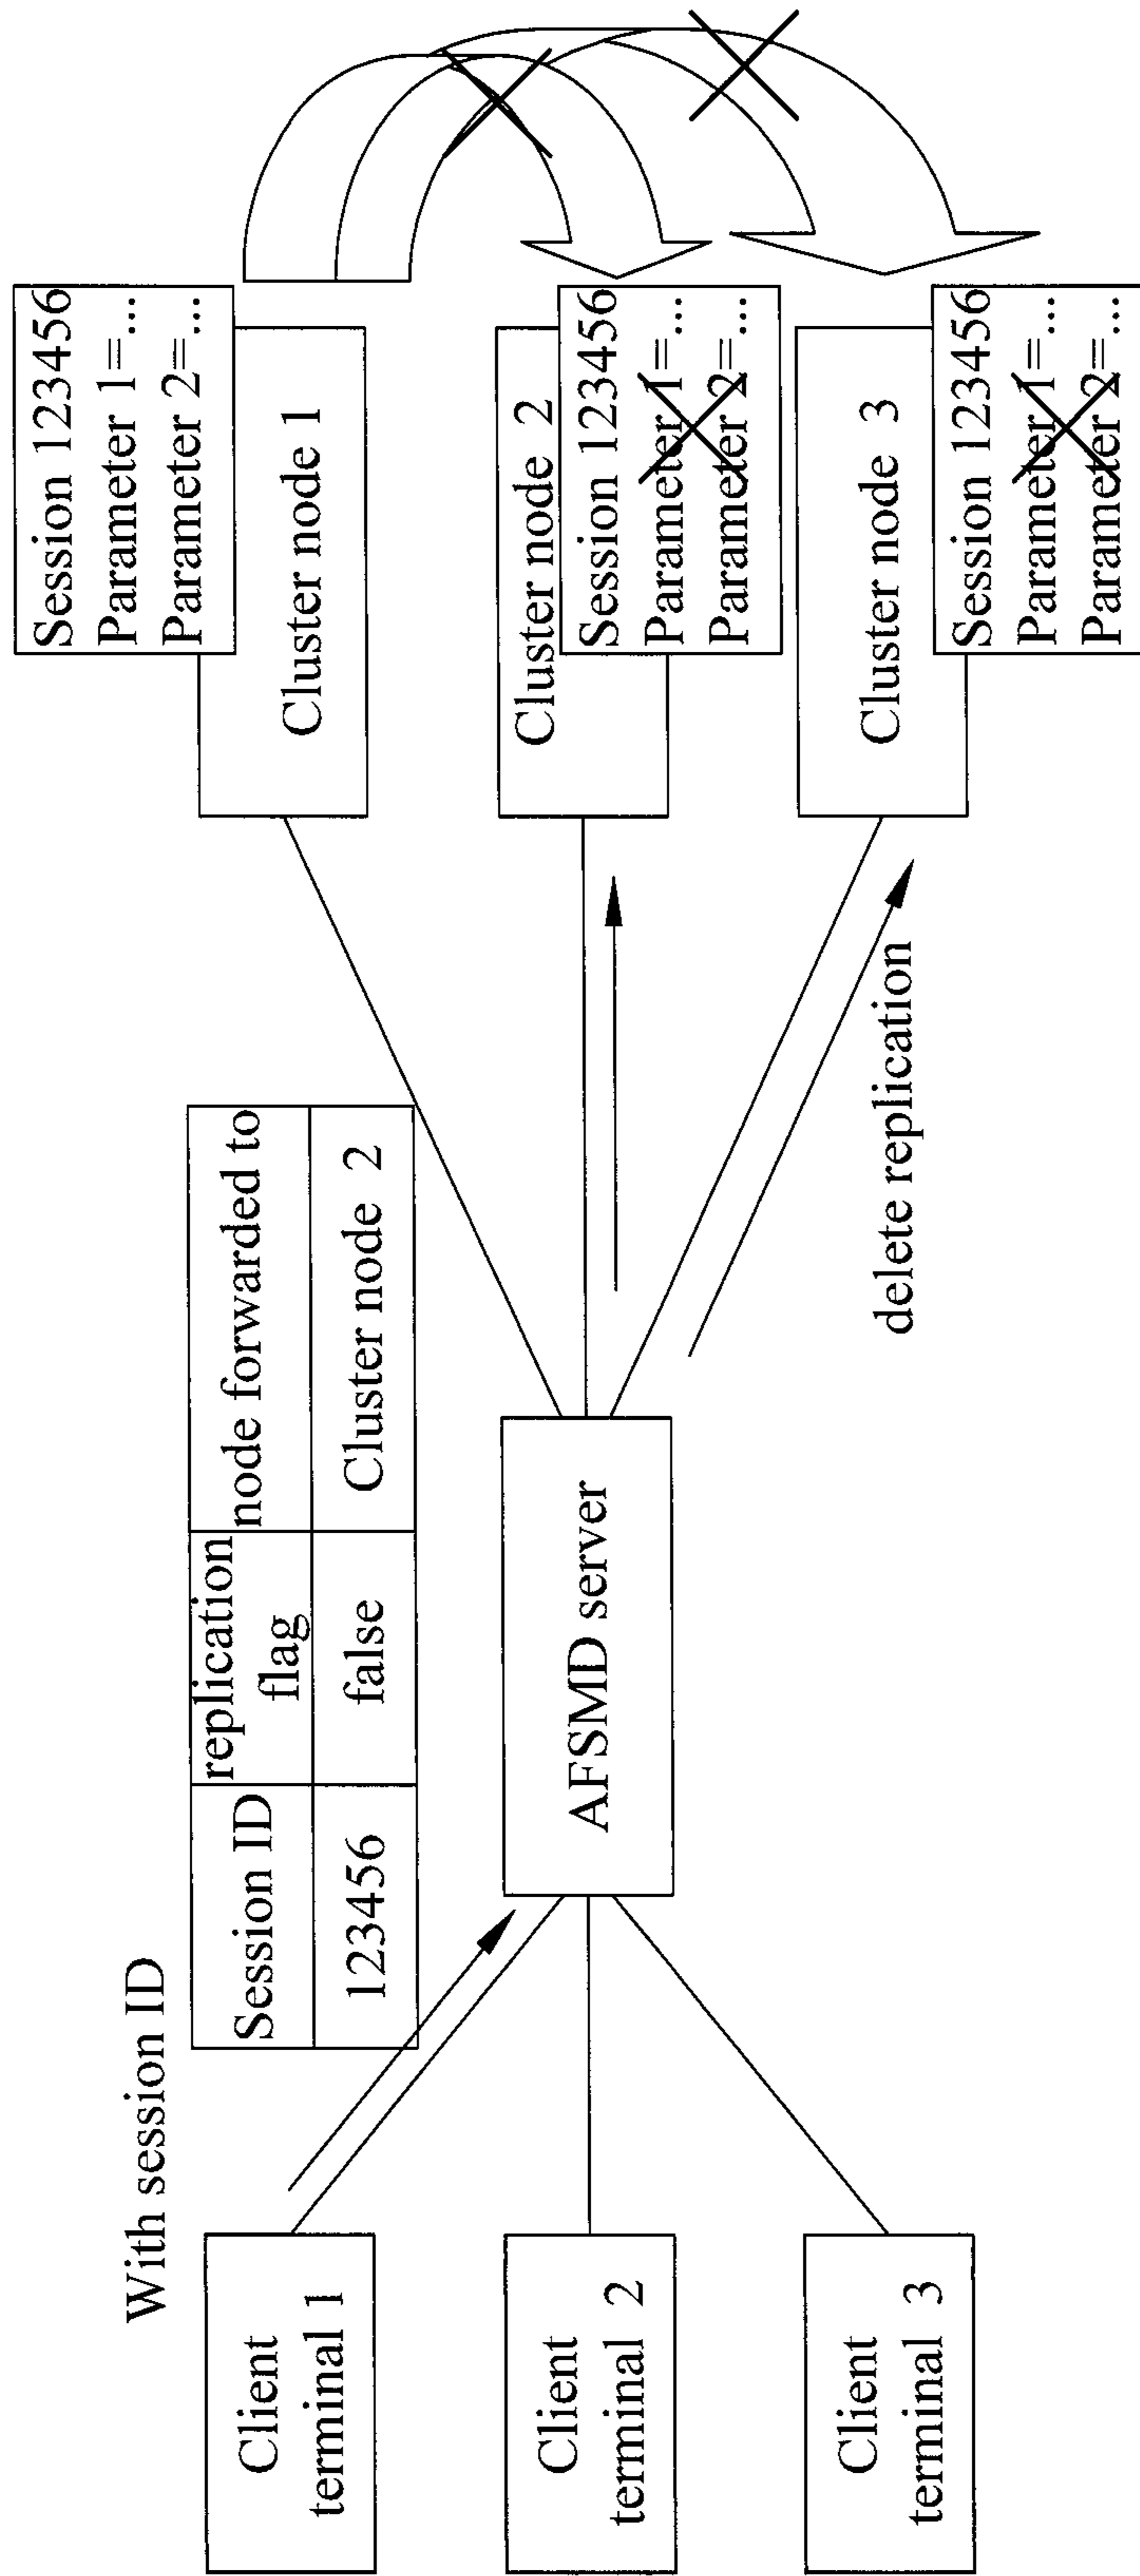 With session ID
Client
terminal 1
Client
terminal 2
Client
terminal 3
Session ID
replication
flag
node forwarded to
123456
false
Cluster node 2
AFSMD server
delete replication
Session 123456
Parameter 1=...
Parameter 2=...
Cluster node 1
Cluster node 2
Session 123456
Parameter 1=...
Parameter 2=...
Cluster node 3
Session 123456
Parameter 1=...
Parameter 2=...